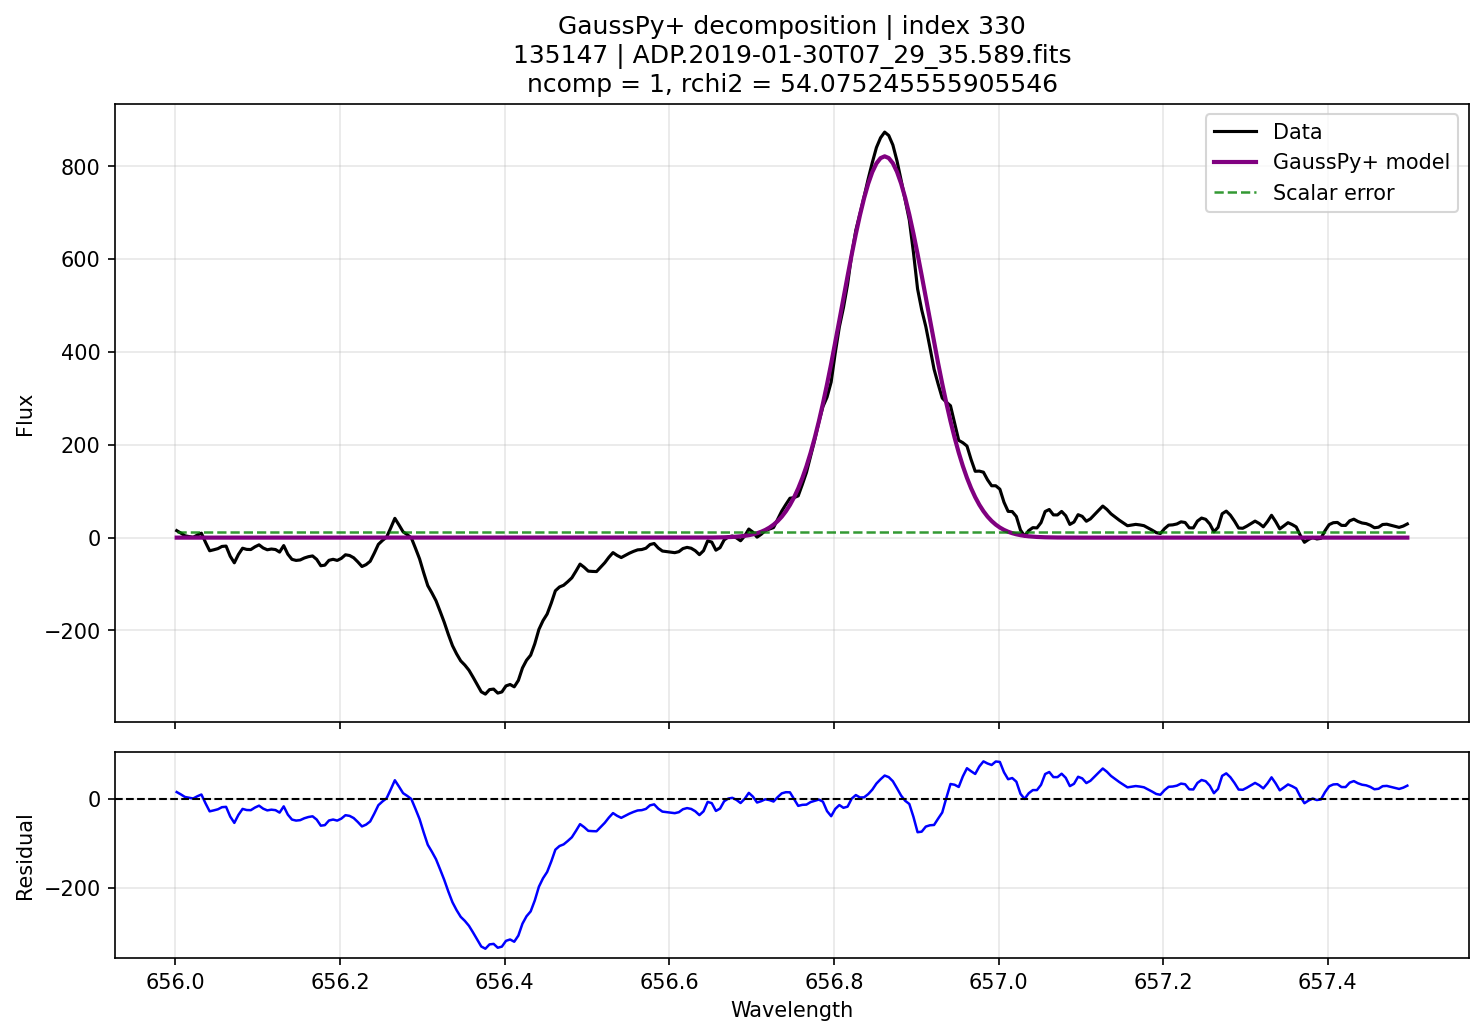 GaussPy+ decomposition | index 330
135147 | ADP.2019-01-30T07_29_35.589.fits
ncomp = 1, rchi2 = 54.075245555905546
Data
GaussPy+ model
Scalar error
Flux
800
600
400
200
0
−200
Residual
0
−200
656.0
656.2
656.4
656.6
656.8
657.0
657.2
657.4
Wavelength